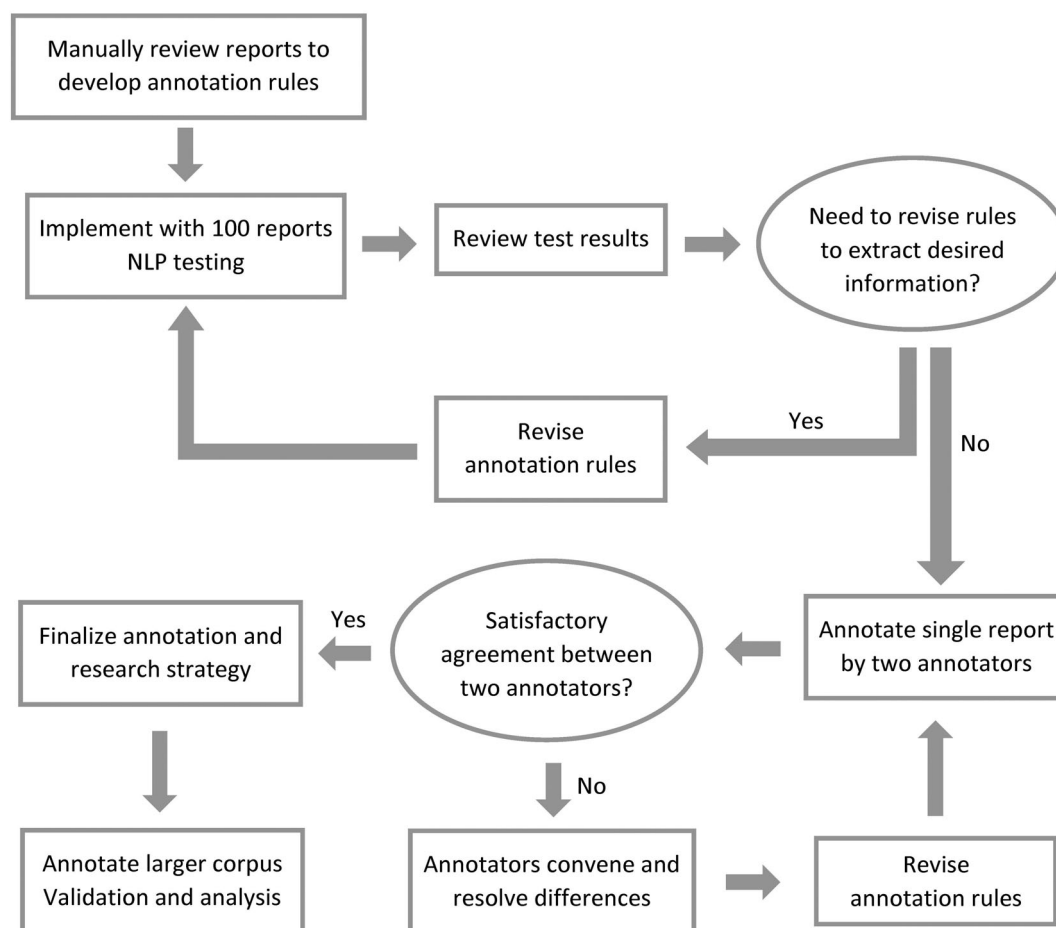 Manually review reports to
develop annotation rules
Implement with 100 reports
NLP testing
Review test results
Need to revise rules
to extract desired
information?
Yes
No
Revise
annotation rules
Annotate single report
by two annotators
Satisfactory
agreement between
two annotators?
Yes
Finalize annotation and
research strategy
No
Annotate larger corpus
Validation and analysis
Annotators convene and
resolve differences
Revise
annotation rules